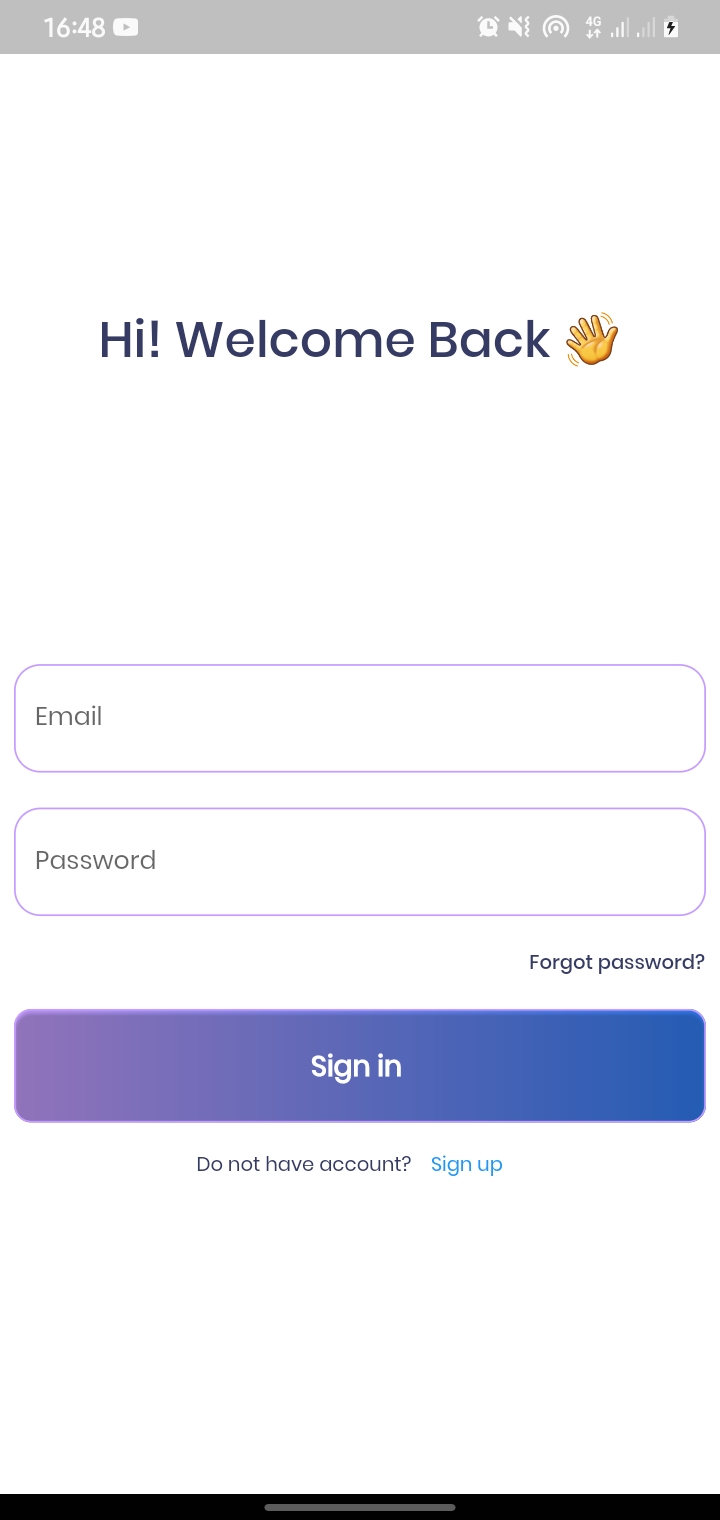 16:48
4G
Hi! Welcome Back 👋
Email
Password
Forgot password?
Sign in
Do not have account? Sign up